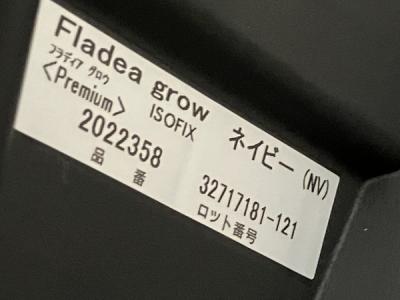 Fladea grow
フラディア グロウ
<Premium> ISOFIX ネイビー(NV)
2022358 32717181-121
品 番 ロット番号